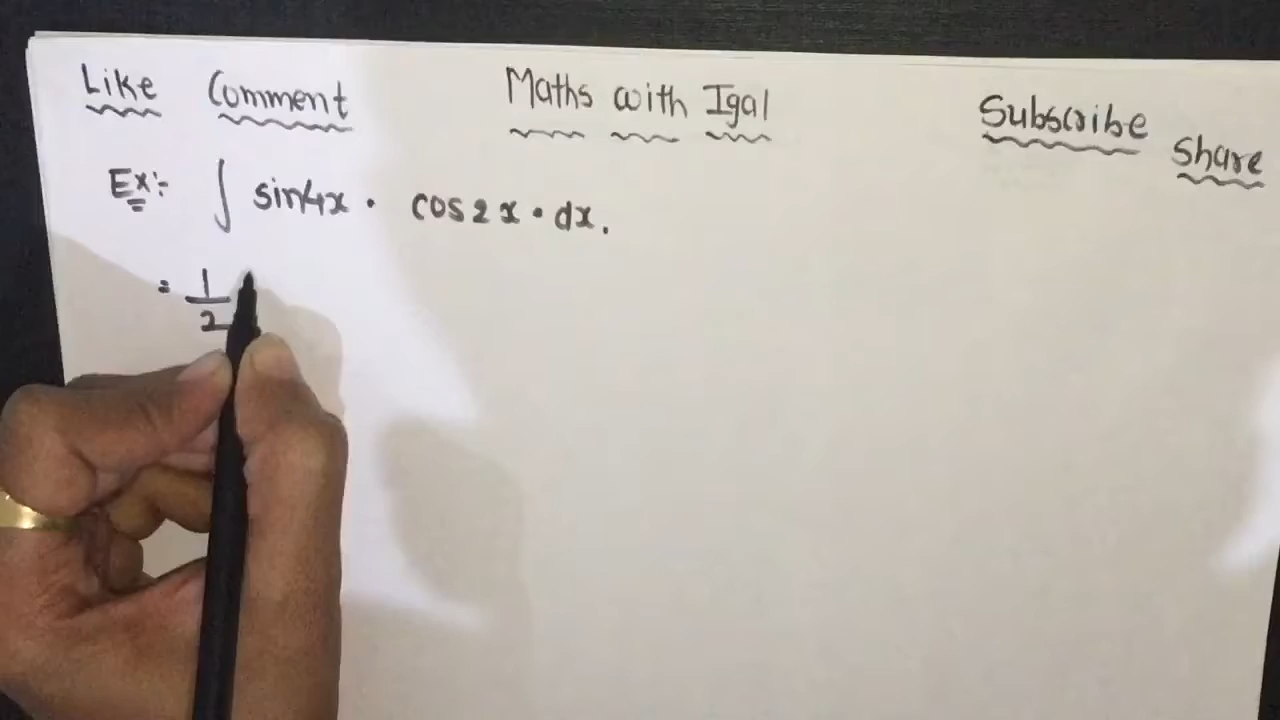 Like Comment Maths with Igal Subscribe Share
Ex:- ∫ sin4x · cos2x · dx.
= 1/2